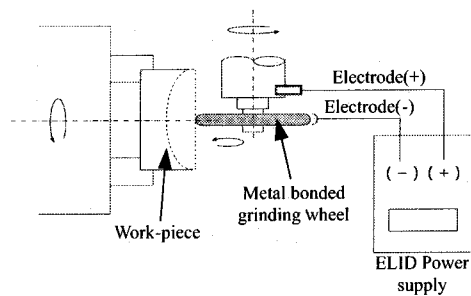 Electrode(+)
Electrode(-)
(-) (+)
Metal bonded
grinding wheel
Work-piece
ELID Power
supply